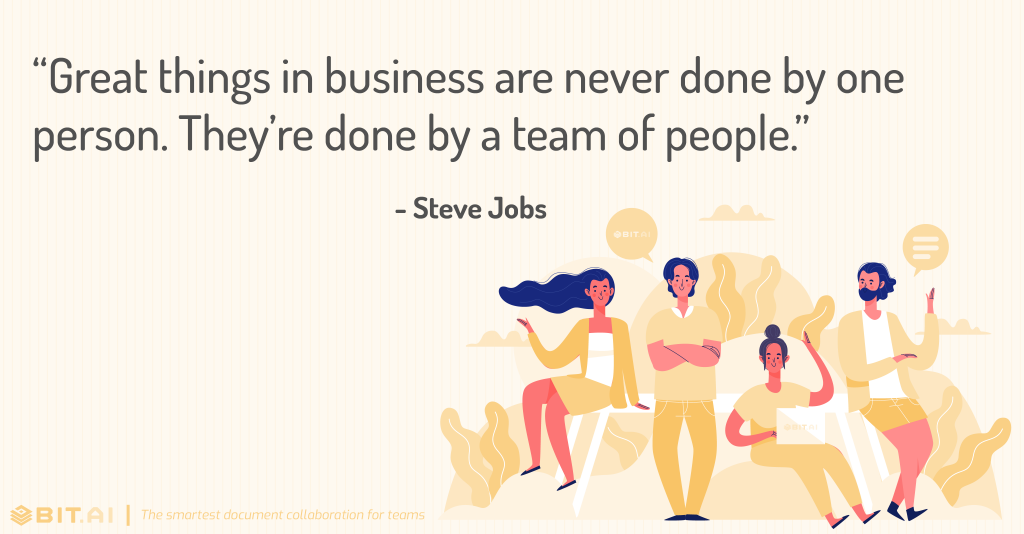 “Great things in business are never done by one
person. They’re done by a team of people.”
- Steve Jobs
BIT.AI
BIT.AI
BIT.AI | The smartest document collaboration for teams